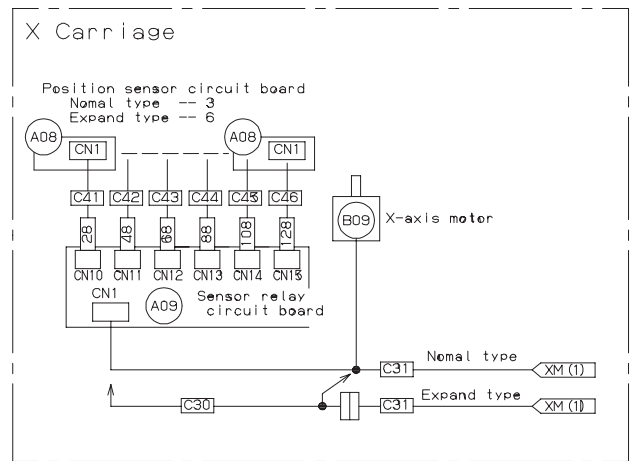 X Carriage
Position sensor circuit board
Nomal type -- 3
Expand type -- 6
A08 CN1 A08 CN1
C41 C42 C43 C44 C45 C46
28 48 68 88 108 128
B09 X-axis motor
CN10 CN11 CN12 CN13 CN14 CN15
CN1 A09 Sensor relay
circuit board
Nomal type
C31 XM (1)
Expand type
C30 C31 XM (1)